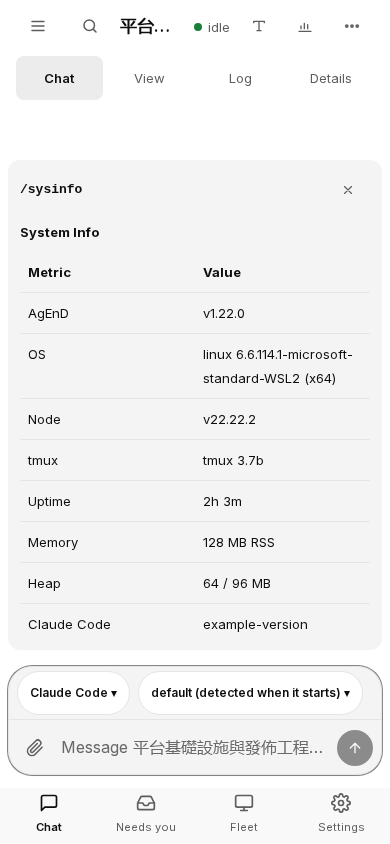 平台... idle
Chat View Log Details
/sysinfo
System Info
Metric Value
AgEnD v1.22.0
OS linux 6.6.114.1-microsoft-
standard-WSL2 (x64)
Node v22.22.2
tmux tmux 3.7b
Uptime 2h 3m
Memory 128 MB RSS
Heap 64 / 96 MB
Claude Code example-version
Claude Code ▾ default (detected when it starts) ▾
Message 平台基礎設施與發佈工程...
Chat Needs you Fleet Settings